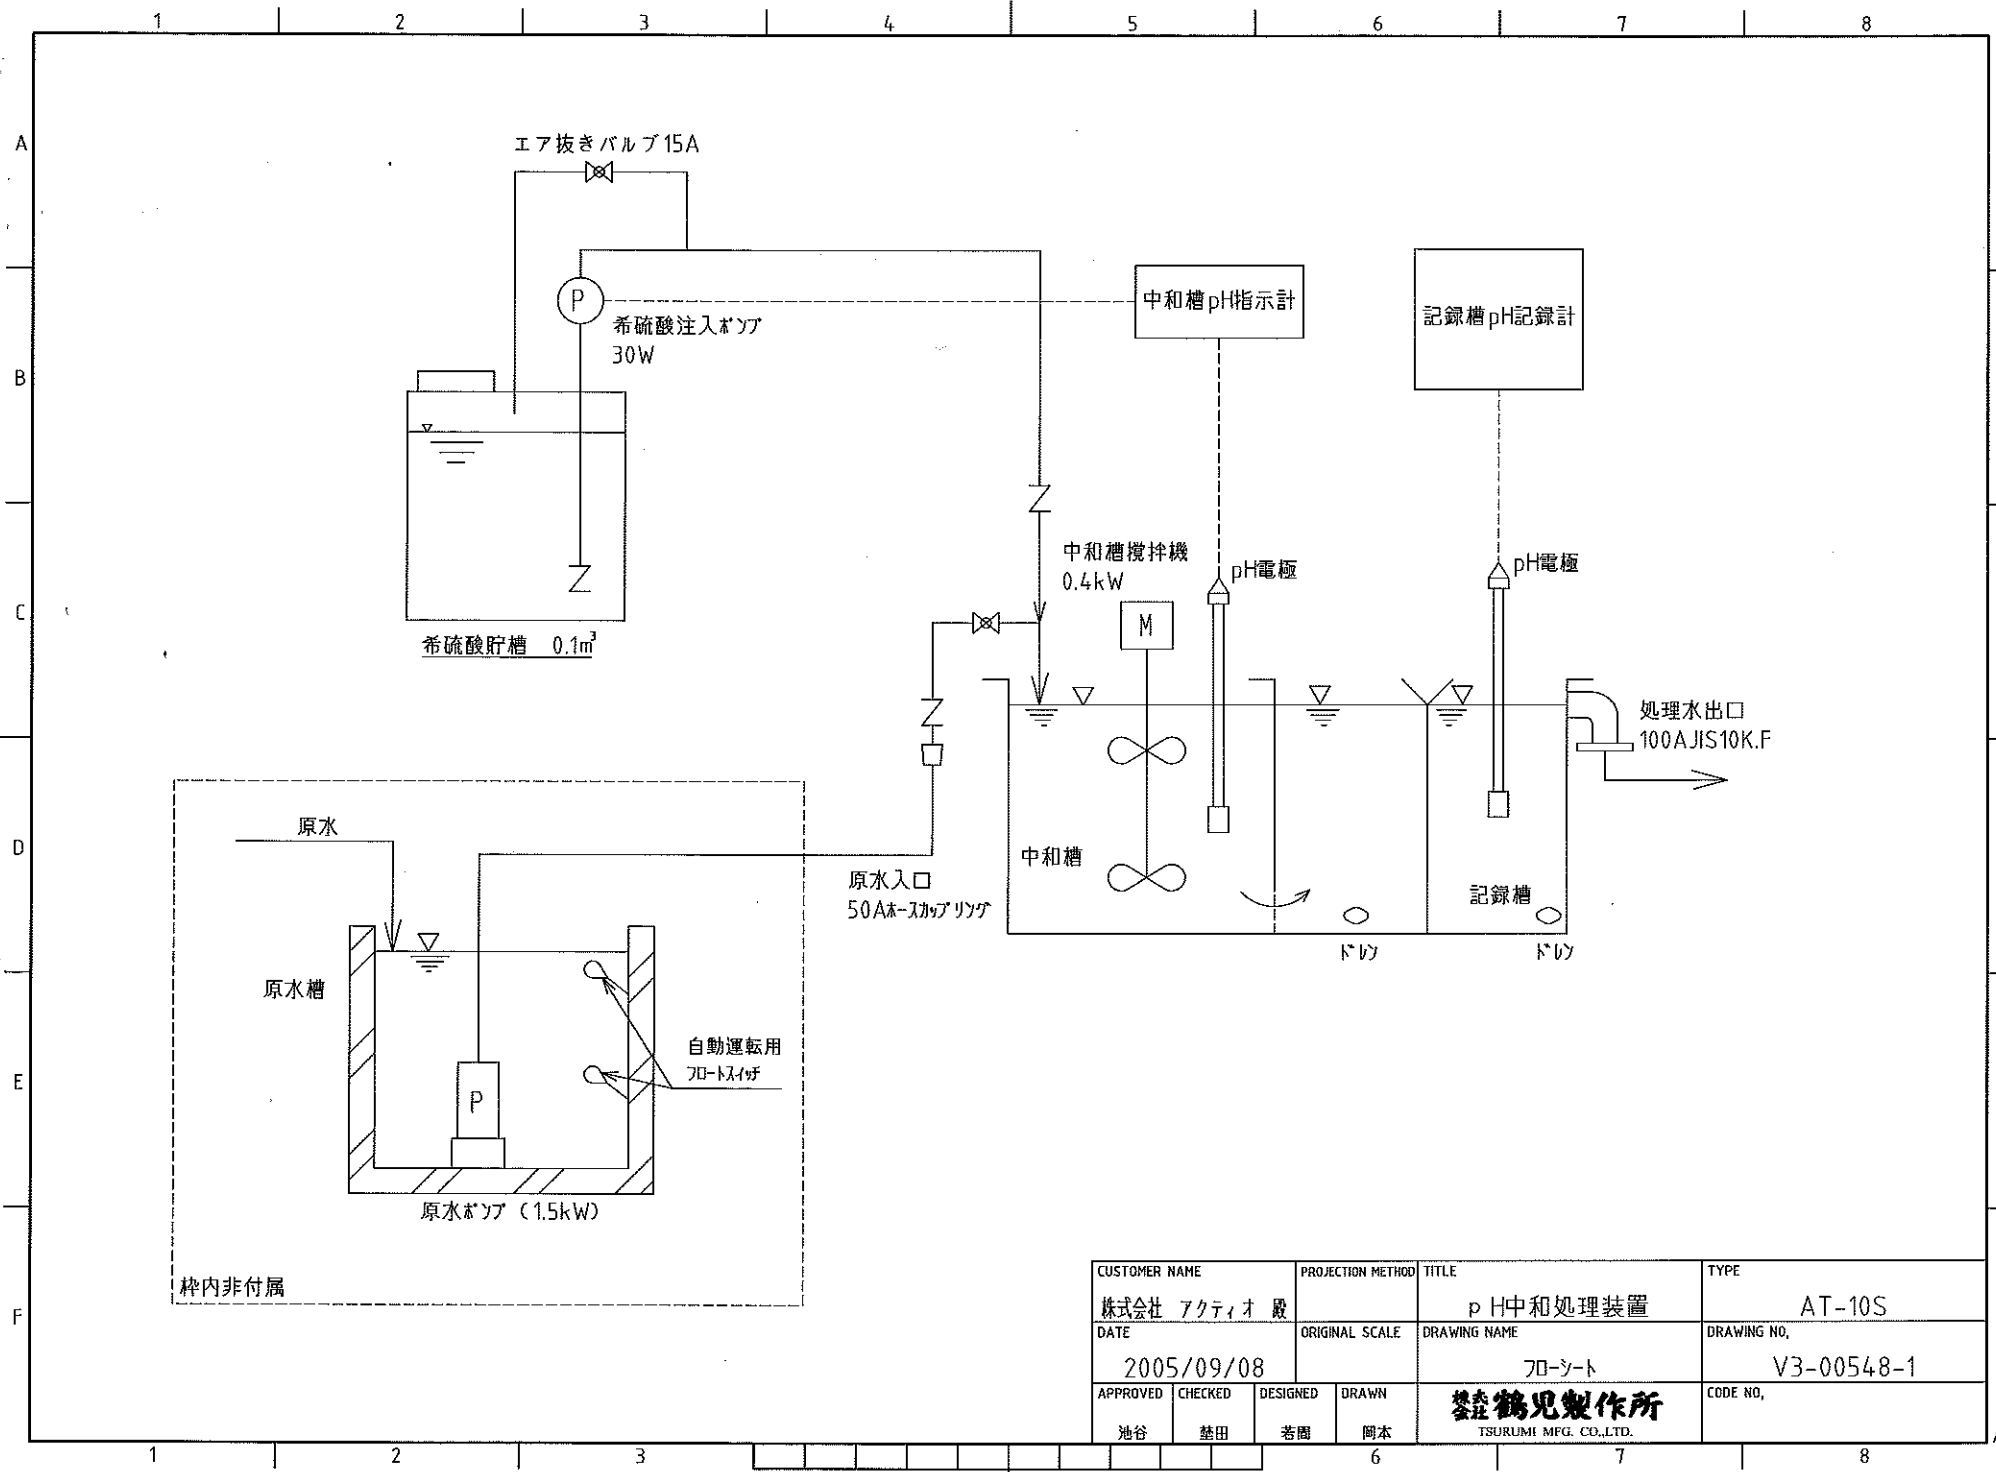 1 2 3 4 5 6 7 8
A
エア抜きバルブ15A
P
希硫酸注入ポンプ
30W
中和槽pH指示計
記録槽pH記録計
B
中和槽撹拌機
0.4kW
pH電極
pH電極
C
M
希硫酸貯槽 0.1m³
処理水出口
100AJIS10K.F
原水
D
中和槽
原水入口
50Aホースカップリング
記録槽
ドレン
ドレン
原水槽
自動運転用
フロートスイッチ
E
P
原水ポンプ (1.5kW)
枠内非付属
F
CUSTOMER NAME
株式会社 アクティオ 殿
PROJECTION METHOD
TITLE
pH中和処理装置
TYPE
AT-10S
DATE
2005/09/08
ORIGINAL SCALE
DRAWING NAME
フローシート
DRAWING NO,
V3-00548-1
APPROVED
池谷
CHECKED
DESIGNED
DRAWN
岡本
株式会社 鶴見製作所
TSURUMI MFG. CO.,LTD.
CODE NO,
1 2 3 6 7 8